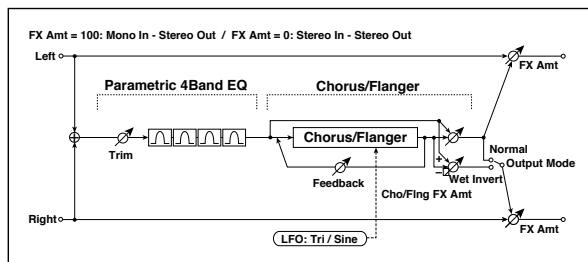 FX Amt = 100: Mono In - Stereo Out / FX Amt = 0: Stereo In - Stereo Out
Left
FX Amt
Parametric 4Band EQ
Chorus/Flanger
Chorus/Flanger
Trim
Normal
Output Mode
+
−
Wet Invert
Feedback
Cho/Flng FX Amt
Right
LFO: Tri / Sine
FX Amt